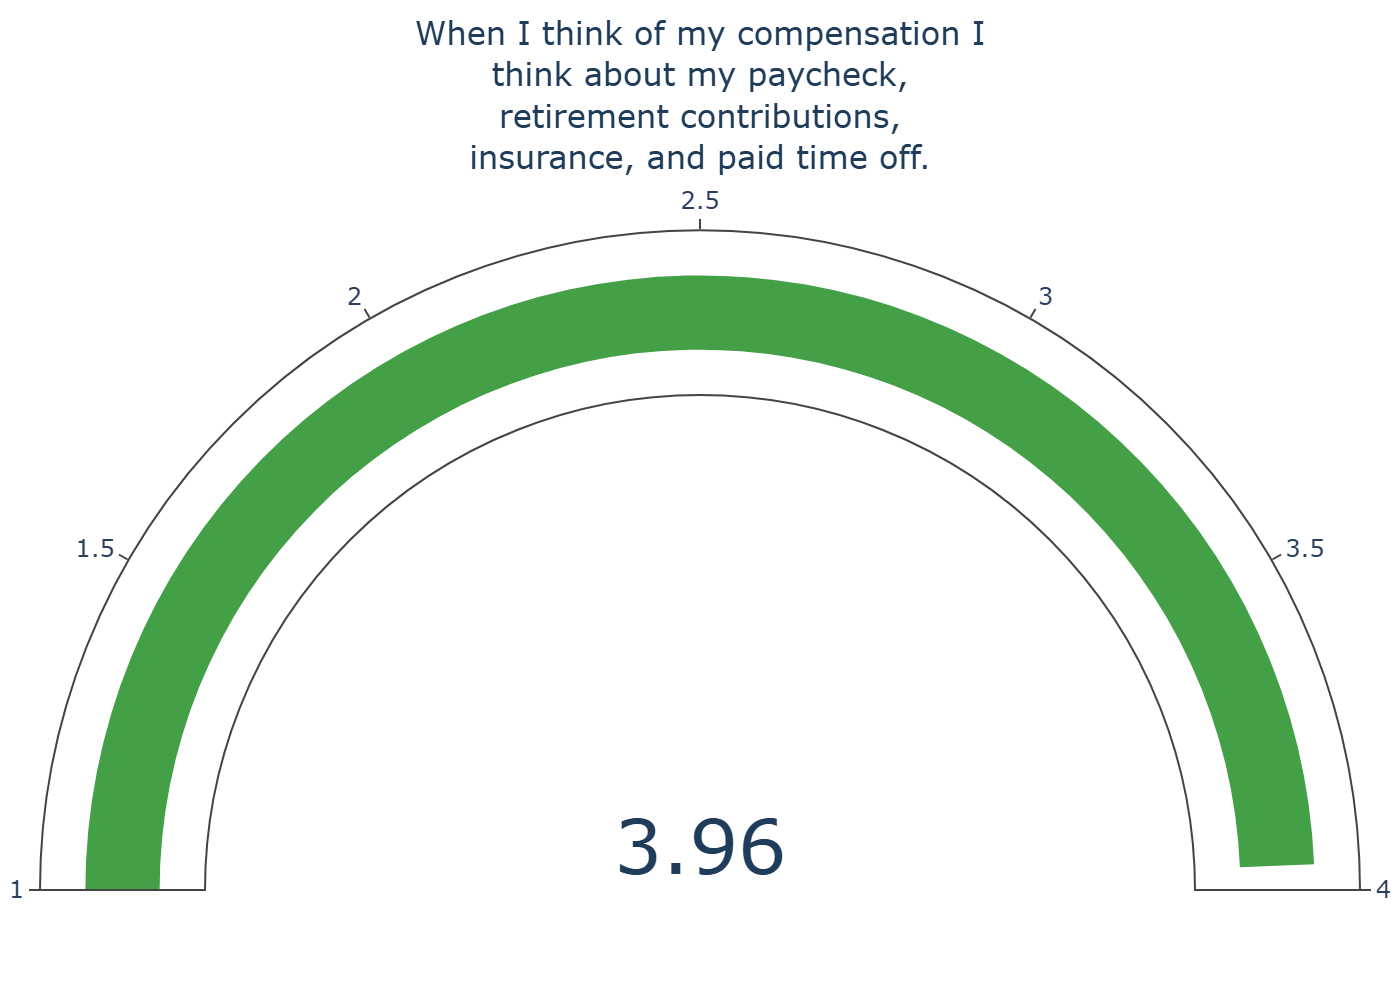 When I think of my compensation I
think about my paycheck,
retirement contributions,
insurance, and paid time off.
2.5
2
3
1.5
3.5
3.96
1
4